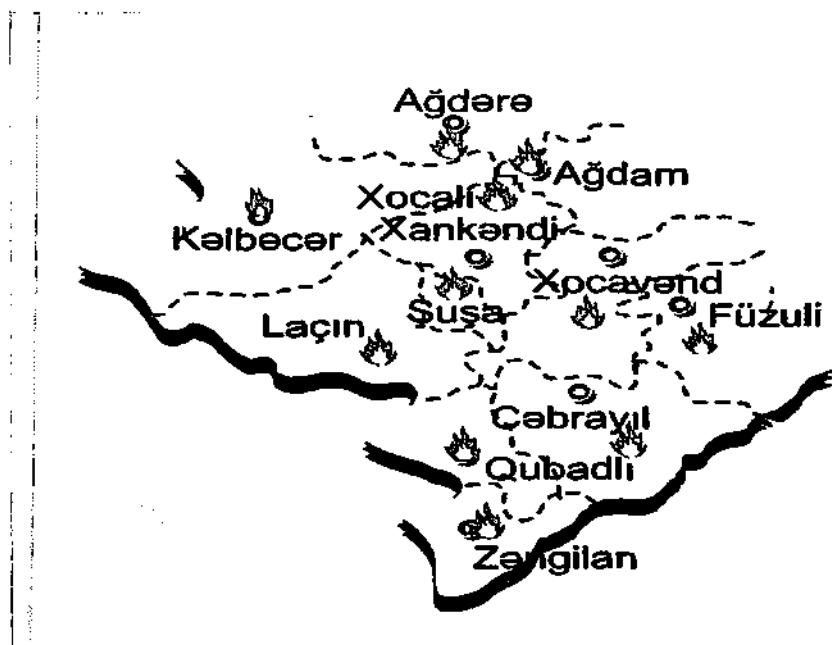 Ağdərə
Ağdam
Xocalı
Xankəndi
Kəlbəcər
Xocavənd
Şuşa
Laçın
Füzuli
Cəbrayıl
Qubadlı
Zəngilan